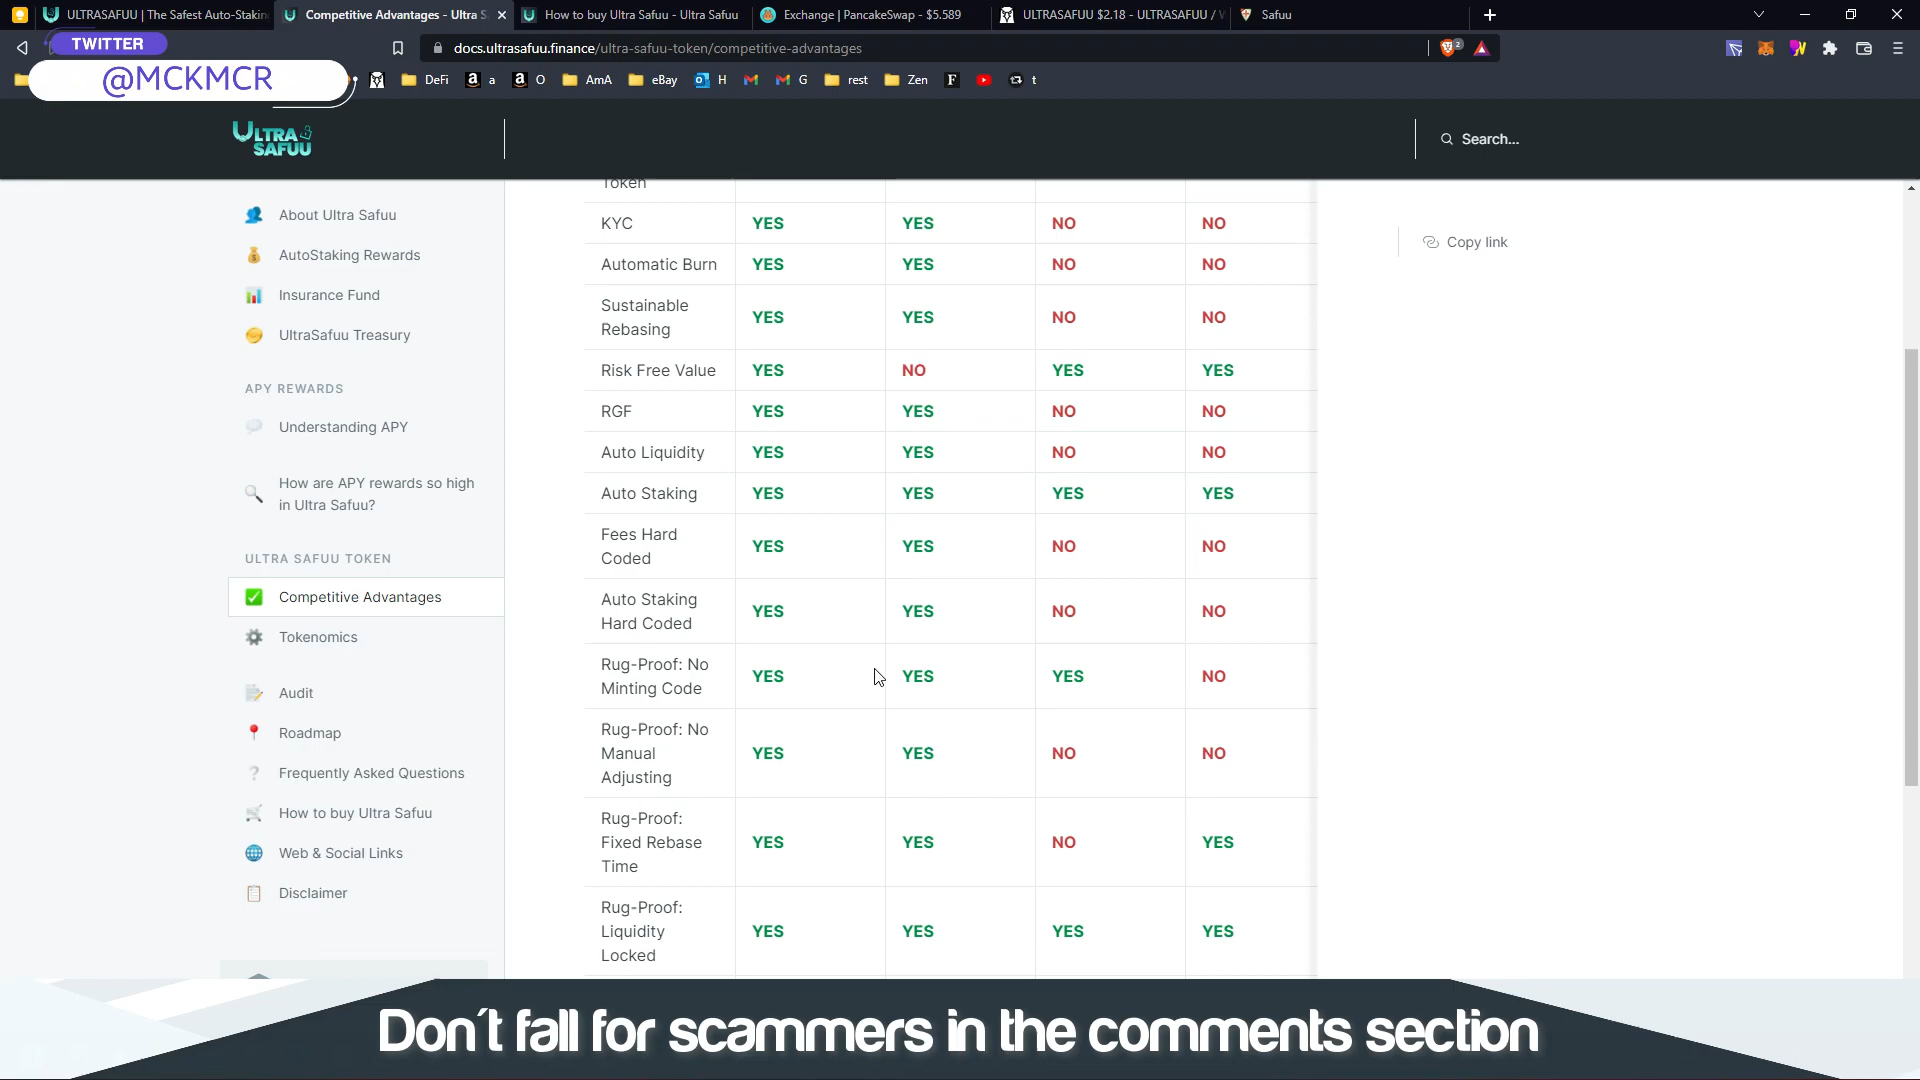 ULTRASAFUU | The Safest Auto-Stakin
Competitive Advantages - Ultra S
How to buy Ultra Safuu - Ultra Safuu
Exchange | PancakeSwap - $5.589
ULTRASAFUU $2.18 - ULTRASAFUU / W
Safuu
TWITTER
@MCKMCR
docs.ultrasafuu.finance/ultra-safuu-token/competitive-advantages
2
DeFi
a
O
AmA
eBay
H
G
rest
Zen
F
t
ULTRA
SAFUU
Search...
About Ultra Safuu
AutoStaking Rewards
Insurance Fund
UltraSafuu Treasury
APY REWARDS
Understanding APY
How are APY rewards so high
in Ultra Safuu?
ULTRA SAFUU TOKEN
Competitive Advantages
Tokenomics
Audit
Roadmap
Frequently Asked Questions
How to buy Ultra Safuu
Web & Social Links
Disclaimer
Token
KYC YES YES NO NO
Automatic Burn YES YES NO NO
Sustainable
Rebasing YES YES NO NO
Risk Free Value YES NO YES YES
RGF YES YES NO NO
Auto Liquidity YES YES NO NO
Auto Staking YES YES YES YES
Fees Hard
Coded YES YES NO NO
Auto Staking
Hard Coded YES YES NO NO
Rug-Proof: No
Minting Code YES YES YES NO
Rug-Proof: No
Manual
Adjusting YES YES NO NO
Rug-Proof:
Fixed Rebase
Time YES YES NO YES
Rug-Proof:
Liquidity
Locked YES YES YES YES
Copy link
Don´t fall for scammers in the comments section